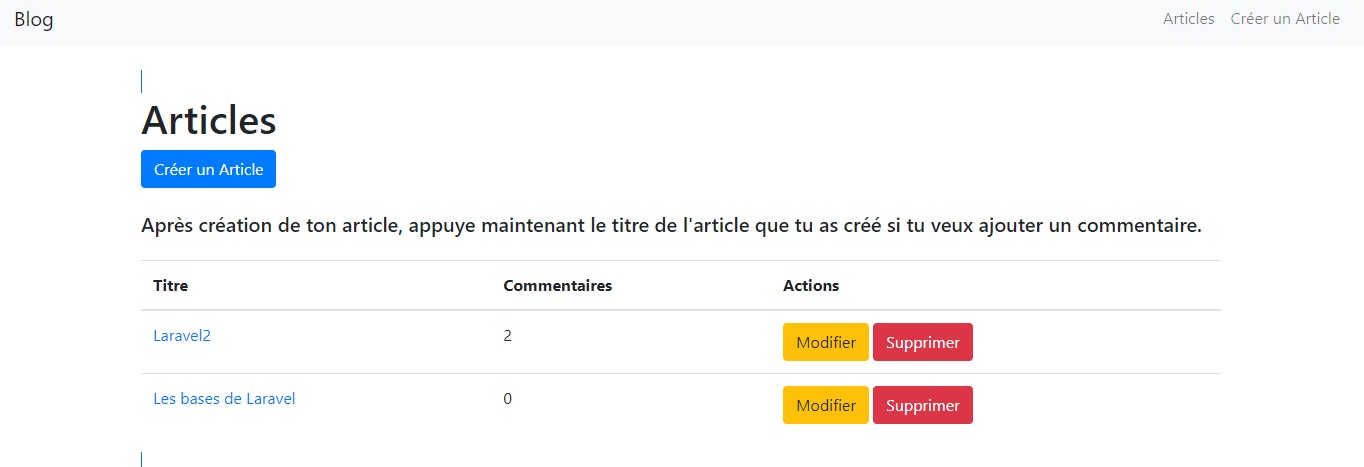 Blog Articles Créer un Article
Articles
Créer un Article
Après création de ton article, appuye maintenant le titre de l'article que tu as créé si tu veux ajouter un commentaire.
Titre Commentaires Actions
Laravel2 2 Modifier Supprimer
Les bases de Laravel 0 Modifier Supprimer